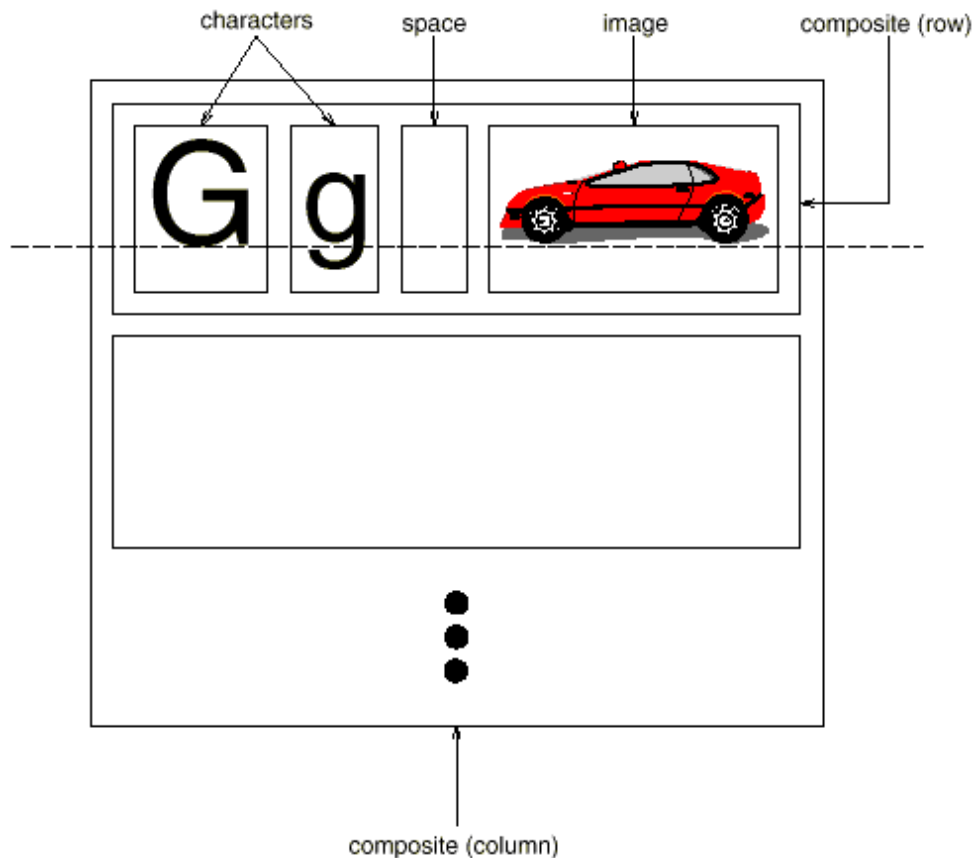 characters space image composite (row)
G g
composite (column)